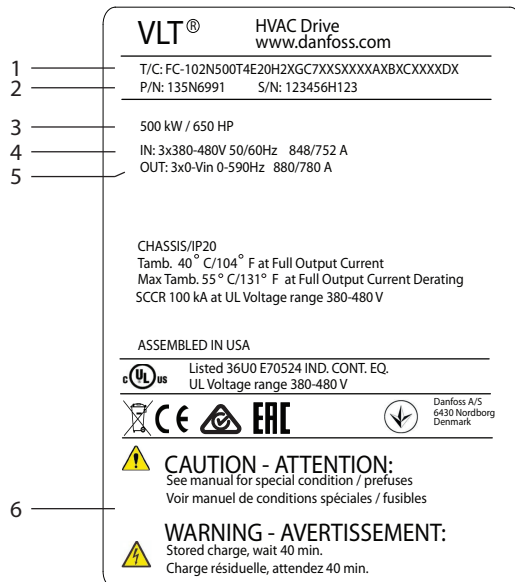 VLT® HVAC Drive
www.danfoss.com
1 T/C: FC-102N500T4E20H2XGC7XXSXXXXAXBXCXXXXDX
2 P/N: 135N6991 S/N: 123456H123
3 500 kW / 650 HP
4 IN: 3x380-480V 50/60Hz 848/752 A
5 OUT: 3x0-Vin 0-590Hz 880/780 A
CHASSIS/IP20
Tamb. 40° C/104° F at Full Output Current
Max Tamb. 55° C/131° F at Full Output Current Derating
SCCR 100 kA at UL Voltage range 380-480 V
ASSEMBLED IN USA
c UL us Listed 36U0 E70524 IND. CONT. EQ.
UL Voltage range 380-480 V
CE EAC
Danfoss A/S
6430 Nordborg
Denmark
CAUTION - ATTENTION:
See manual for special condition / prefuses
Voir manuel de conditions spéciales / fusibles
6
WARNING - AVERTISSEMENT:
Stored charge, wait 40 min.
Charge résiduelle, attendez 40 min.